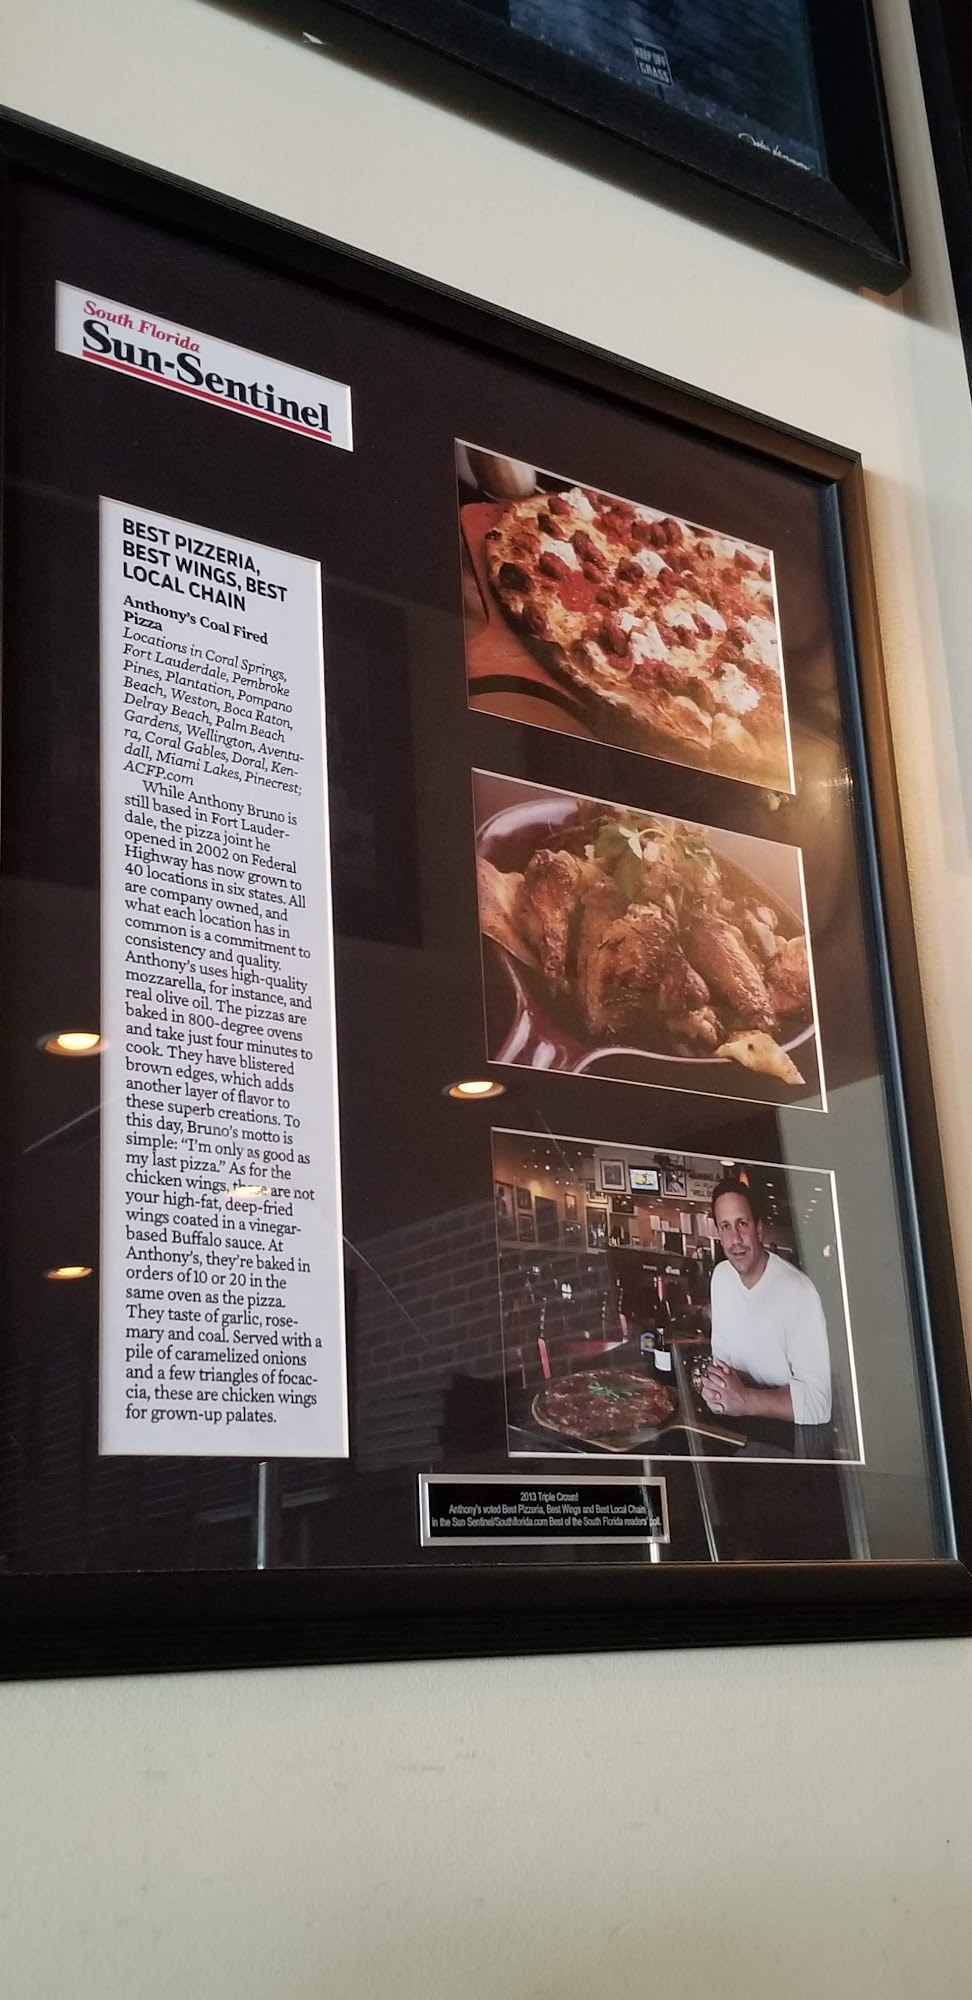 KEEP OFF
GRASS
John Lennon
South Florida
Sun-Sentinel
BEST PIZZERIA,
BEST WINGS, BEST
LOCAL CHAIN
Anthony's Coal Fired
Pizza
Locations in Coral Springs,
Fort Lauderdale, Pembroke
Pines, Plantation, Pompano
Beach, Weston, Boca Raton,
Delray Beach, Palm Beach
Gardens, Wellington, Aventu-
ra, Coral Gables, Doral, Ken-
dall, Miami Lakes, Pinecrest;
ACFP.com
While Anthony Bruno is
still based in Fort Lauder-
dale, the pizza joint he
opened in 2002 on Federal
Highway has now grown to
40 locations in six states. All
are company owned, and
what each location has in
common is a commitment to
consistency and quality.
Anthony's uses high-quality
mozzarella, for instance, and
real olive oil. The pizzas are
baked in 800-degree ovens
and take just four minutes to
cook. They have blistered
brown edges, which adds
another layer of flavor to
these superb creations. To
this day, Bruno's motto is
simple: “I'm only as good as
my last pizza.” As for the
chicken wings, these are not
your high-fat, deep-fried
wings coated in a vinegar-
based Buffalo sauce. At
Anthony's, they're baked in
orders of 10 or 20 in the
same oven as the pizza.
They taste of garlic, rose-
mary and coal. Served with a
pile of caramelized onions
and a few triangles of focac-
cia, these are chicken wings
for grown-up palates.
2013 Triple Crown!
Anthony's voted Best Pizzeria, Best Wings and Best Local Chain
in the Sun Sentinel/Southflorida.com Best of the South Florida readers' poll.